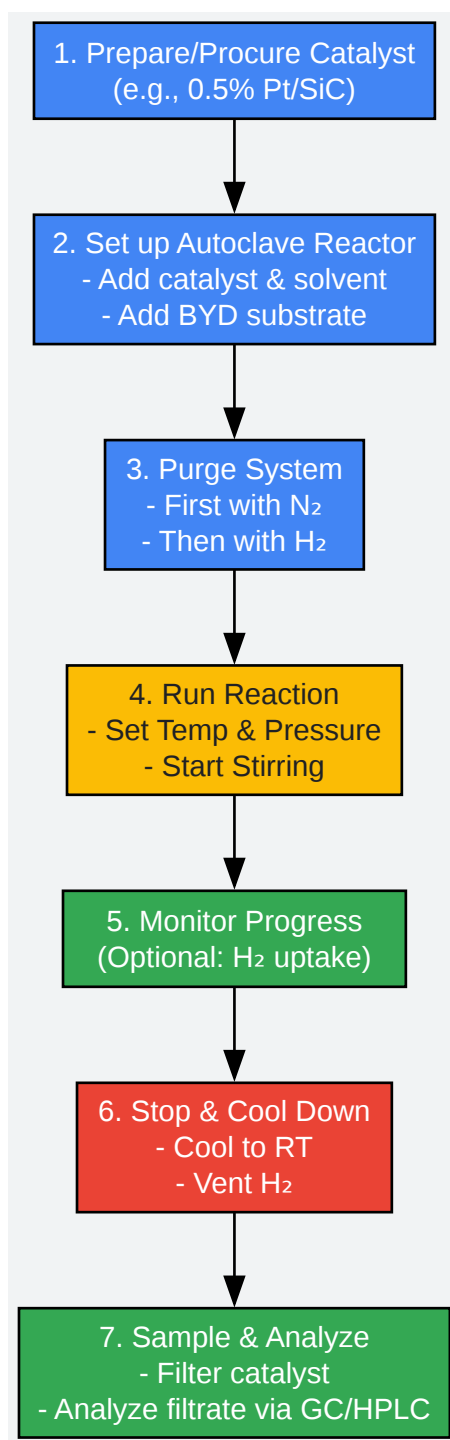 1. Prepare/Procure Catalyst
(e.g., 0.5% Pt/SiC)
2. Set up Autoclave Reactor
- Add catalyst & solvent
- Add BYD substrate
3. Purge System
- First with N₂
- Then with H₂
4. Run Reaction
- Set Temp & Pressure
- Start Stirring
5. Monitor Progress
(Optional: H₂ uptake)
6. Stop & Cool Down
- Cool to RT
- Vent H₂
7. Sample & Analyze
- Filter catalyst
- Analyze filtrate via GC/HPLC